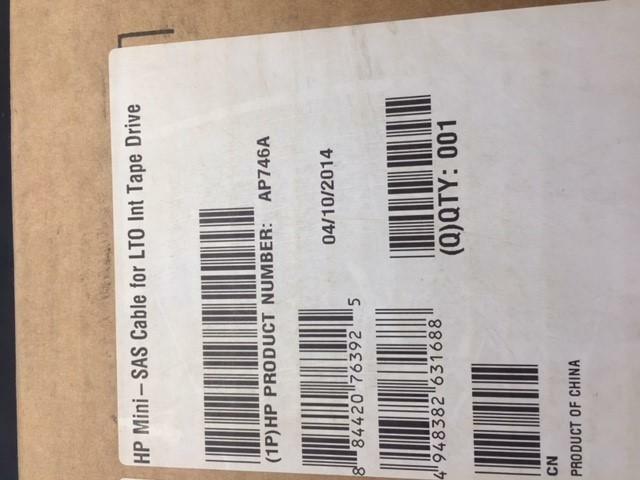 HP Mini-SAS Cable for LTO Int Tape Drive
(1P)HP PRODUCT NUMBER: AP746A
04/10/2014
8 84420 76392 5
4 948382 631688
(Q)QTY: 001
CN
PRODUCT OF CHINA